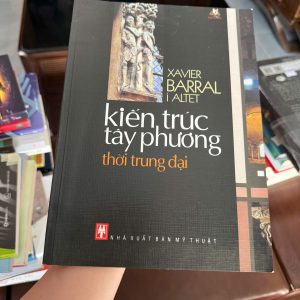 XAVIER
BARRAL
I ALTET
kiến trúc
tây phương
thời trung đại
NHÀ XUẤT BẢN MỸ THUẬT